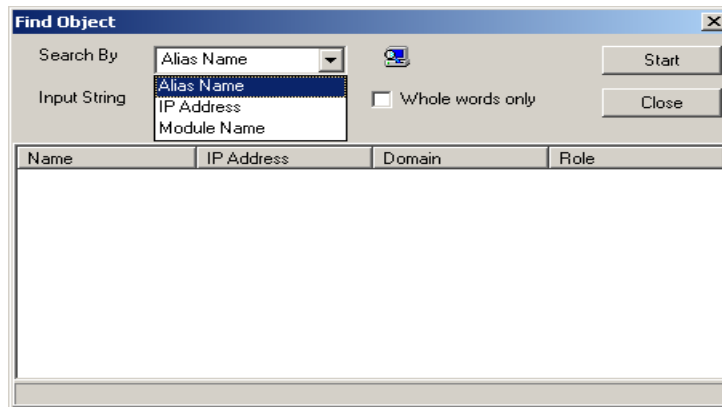 Find Object
Search By Alias Name Start
Alias Name
Input String IP Address Whole words only Close
Module Name
Name IP Address Domain Role